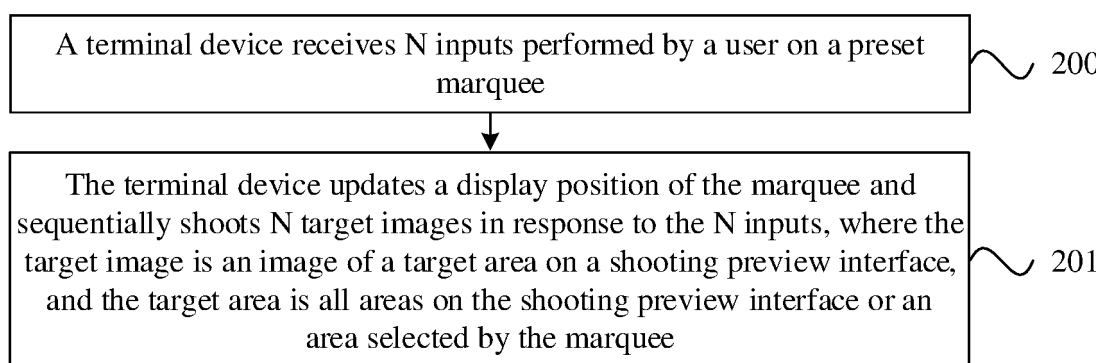 A terminal device receives N inputs performed by a user on a preset
marquee
200
The terminal device updates a display position of the marquee and
sequentially shoots N target images in response to the N inputs, where the
target image is an image of a target area on a shooting preview interface,
and the target area is all areas on the shooting preview interface or an
area selected by the marquee
201